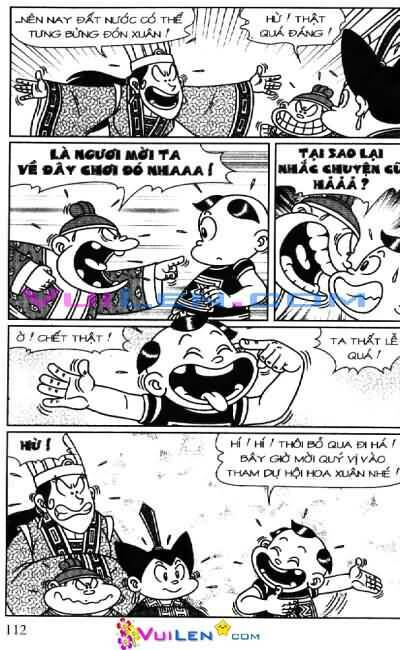 ...NÊN NAY ĐẤT NƯỚC CÓ THỂ
TƯNG BỪNG ĐÓN XUÂN!
HỪ! THẬT
QUÁ ĐÁNG!
LÀ NGƯƠI MỜI TA
VỀ ĐÂY CHƠI ĐÓ NHAAA!
TẠI SAO LẠI
NHẮC CHUYỆN CŨ
HẢẢẢ?
VUILEN.COM
Ờ! CHẾT THẬT!
TA THẤT LỄ
QUÁ!
HỪ!
HÍ! HÍ! THÔI BỎ QUA ĐI HÁ!
BÂY GIỜ MỜI QUÝ VỊ VÀO
THAM DỰ HỘI HOA XUÂN NHÉ!
112
VUILEN.COM